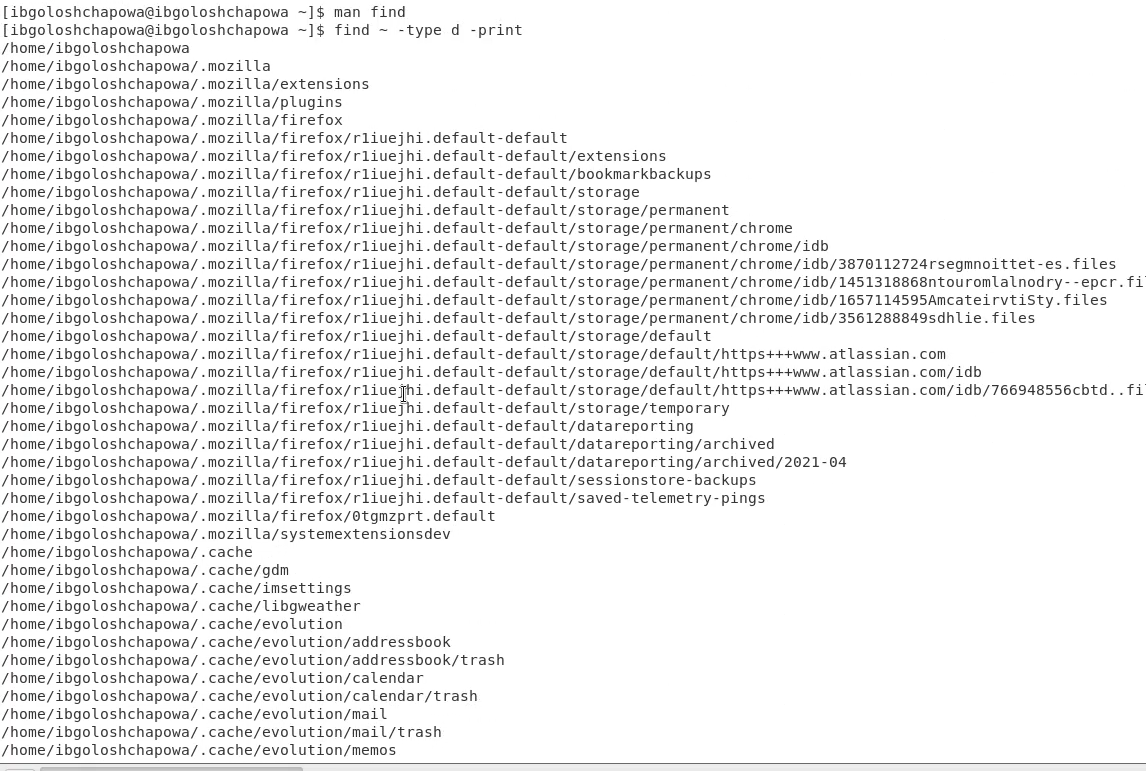 [ibgoloshchapowa@ibgoloshchapowa ~]$ man find
[ibgoloshchapowa@ibgoloshchapowa ~]$ find ~ -type d -print
/home/ibgoloshchapowa
/home/ibgoloshchapowa/.mozilla
/home/ibgoloshchapowa/.mozilla/extensions
/home/ibgoloshchapowa/.mozilla/plugins
/home/ibgoloshchapowa/.mozilla/firefox
/home/ibgoloshchapowa/.mozilla/firefox/r1iuejhi.default-default
/home/ibgoloshchapowa/.mozilla/firefox/r1iuejhi.default-default/extensions
/home/ibgoloshchapowa/.mozilla/firefox/r1iuejhi.default-default/bookmarkbackups
/home/ibgoloshchapowa/.mozilla/firefox/r1iuejhi.default-default/storage
/home/ibgoloshchapowa/.mozilla/firefox/r1iuejhi.default-default/storage/permanent
/home/ibgoloshchapowa/.mozilla/firefox/r1iuejhi.default-default/storage/permanent/chrome
/home/ibgoloshchapowa/.mozilla/firefox/r1iuejhi.default-default/storage/permanent/chrome/idb
/home/ibgoloshchapowa/.mozilla/firefox/r1iuejhi.default-default/storage/permanent/chrome/idb/3870112724rsegmnoittet-es.files
/home/ibgoloshchapowa/.mozilla/firefox/r1iuejhi.default-default/storage/permanent/chrome/idb/1451318868ntouromlalnodry--epcr.fi
/home/ibgoloshchapowa/.mozilla/firefox/r1iuejhi.default-default/storage/permanent/chrome/idb/1657114595AmcateirvtiSty.files
/home/ibgoloshchapowa/.mozilla/firefox/r1iuejhi.default-default/storage/permanent/chrome/idb/3561288849sdhlie.files
/home/ibgoloshchapowa/.mozilla/firefox/r1iuejhi.default-default/storage/default
/home/ibgoloshchapowa/.mozilla/firefox/r1iuejhi.default-default/storage/default/https+++www.atlassian.com
/home/ibgoloshchapowa/.mozilla/firefox/r1iuejhi.default-default/storage/default/https+++www.atlassian.com/idb
/home/ibgoloshchapowa/.mozilla/firefox/r1iuejhi.default-default/storage/default/https+++www.atlassian.com/idb/766948556cbtd..fi
/home/ibgoloshchapowa/.mozilla/firefox/r1iuejhi.default-default/storage/temporary
/home/ibgoloshchapowa/.mozilla/firefox/r1iuejhi.default-default/datareporting
/home/ibgoloshchapowa/.mozilla/firefox/r1iuejhi.default-default/datareporting/archived
/home/ibgoloshchapowa/.mozilla/firefox/r1iuejhi.default-default/datareporting/archived/2021-04
/home/ibgoloshchapowa/.mozilla/firefox/r1iuejhi.default-default/sessionstore-backups
/home/ibgoloshchapowa/.mozilla/firefox/r1iuejhi.default-default/saved-telemetry-pings
/home/ibgoloshchapowa/.mozilla/firefox/0tgmzprt.default
/home/ibgoloshchapowa/.mozilla/systemextensionsdev
/home/ibgoloshchapowa/.cache
/home/ibgoloshchapowa/.cache/gdm
/home/ibgoloshchapowa/.cache/imsettings
/home/ibgoloshchapowa/.cache/libgweather
/home/ibgoloshchapowa/.cache/evolution
/home/ibgoloshchapowa/.cache/evolution/addressbook
/home/ibgoloshchapowa/.cache/evolution/addressbook/trash
/home/ibgoloshchapowa/.cache/evolution/calendar
/home/ibgoloshchapowa/.cache/evolution/calendar/trash
/home/ibgoloshchapowa/.cache/evolution/mail
/home/ibgoloshchapowa/.cache/evolution/mail/trash
/home/ibgoloshchapowa/.cache/evolution/memos